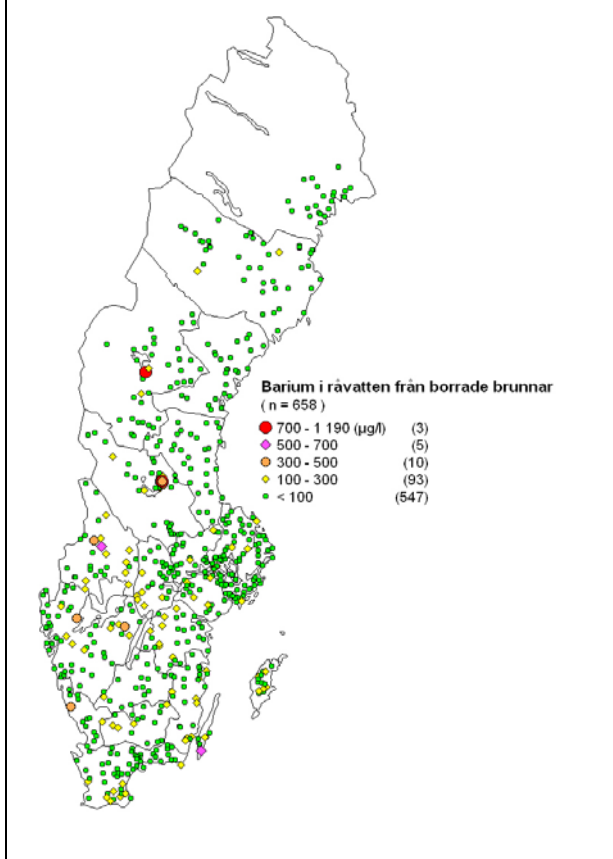 Barium i råvatten från borrade brunnar
( n = 658 )
700 - 1 190 (µg/l) (3)
500 - 700 (5)
300 - 500 (10)
100 - 300 (93)
< 100 (547)